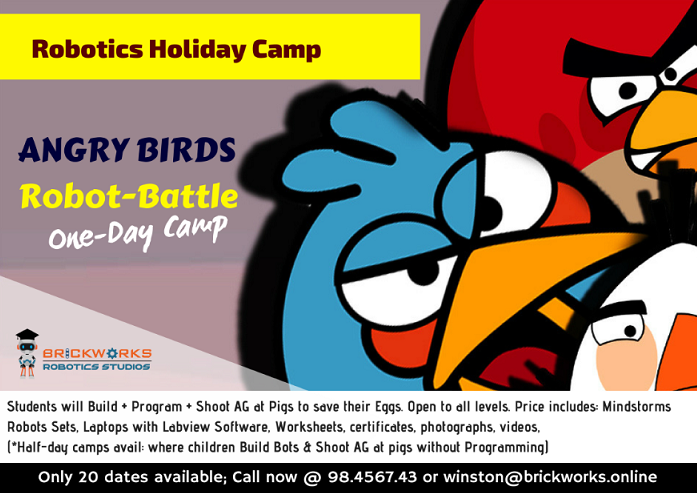 Robotics Holiday Camp
ANGRY BIRDS
Robot-Battle
One-Day Camp
BRICKWORKS
ROBOTICS STUDIOS
Students will Build + Program + Shoot AG at Pigs to save their Eggs. Open to all levels. Price includes: Mindstorms
Robots Sets, Laptops with Labview Software, Worksheets, certificates, photographs, videos,
(*Half-day camps avail: where children Build Bots & Shoot AG at pigs without Programming)
Only 20 dates available; Call now @ 98.4567.43 or winston@brickworks.online